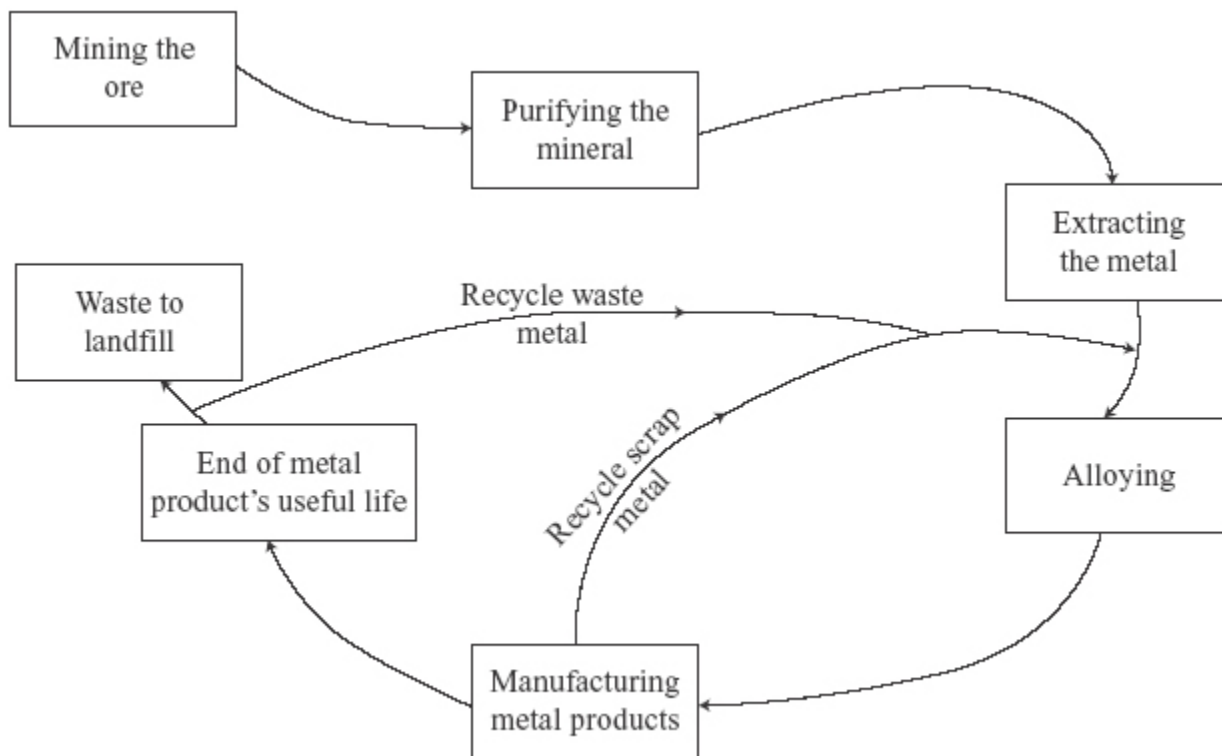 Mining the
ore
Purifying the
mineral
Extracting
the metal
Waste to
landfill
Recycle waste
metal
End of metal
product's useful life
Recycle scrap
metal
Alloying
Manufacturing
metal products